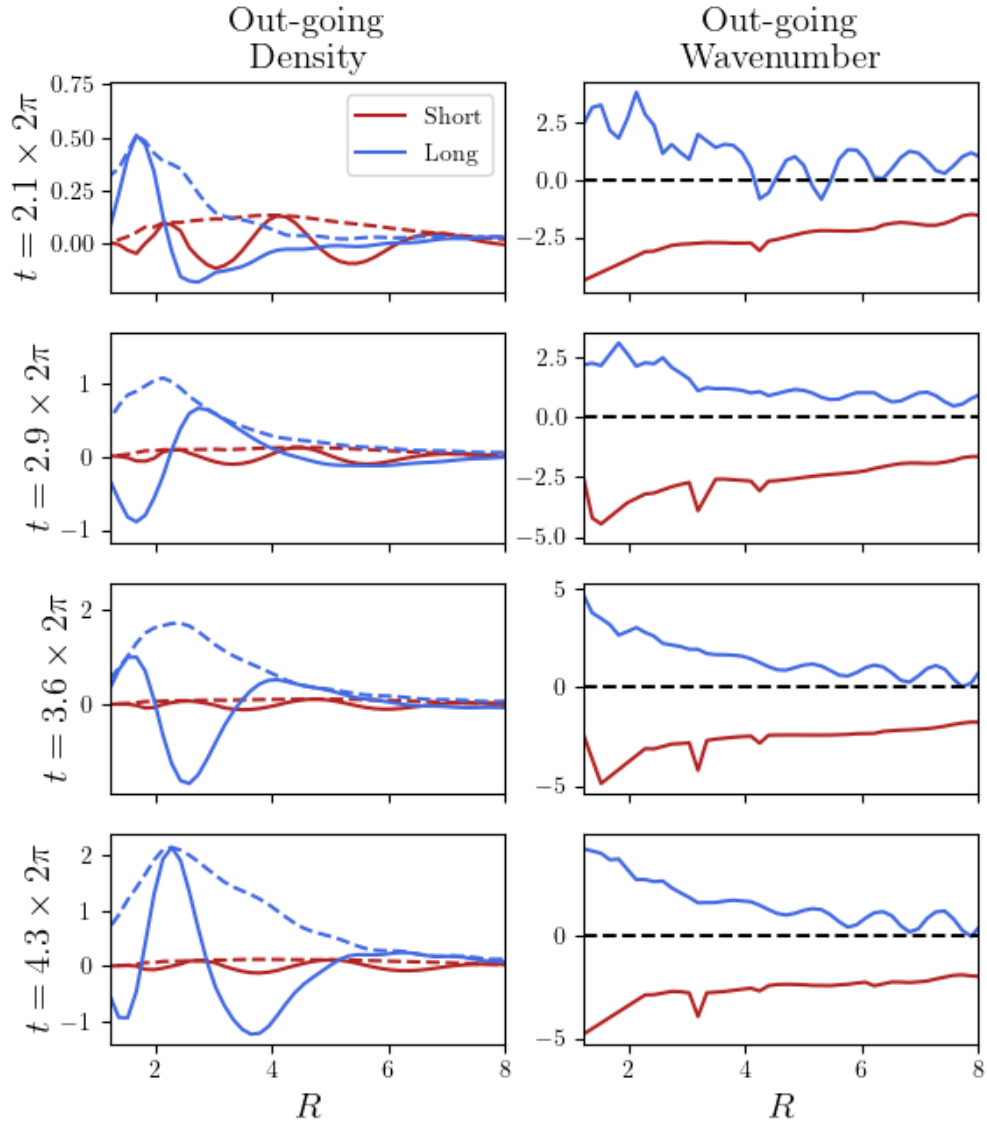 Out-going
Density
Out-going
Wavenumber
t = 2.1 × 2π
0.75
0.50
0.25
0.00
Short
Long
2.5
0.0
−2.5
t = 2.9 × 2π
1
0
−1
2.5
0.0
−2.5
−5.0
t = 3.6 × 2π
2
0
5
0
−5
t = 4.3 × 2π
2
1
0
−1
0
−5
2 4 6 8
2 4 6 8
R
R